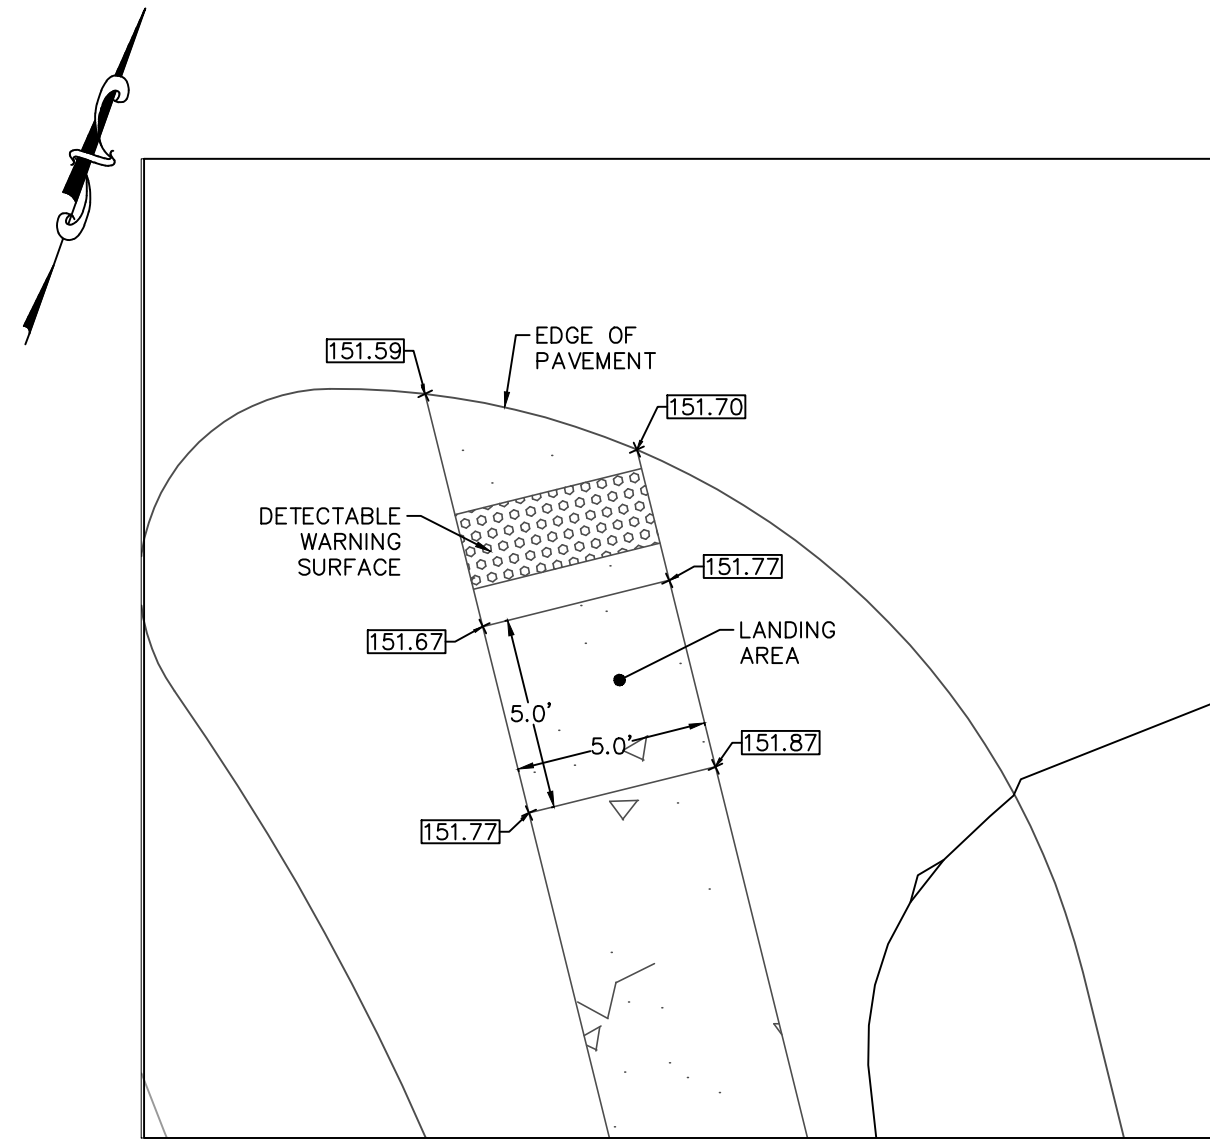 151.59
EDGE OF
PAVEMENT
151.70
DETECTABLE
WARNING
SURFACE
151.77
151.67
LANDING
AREA
5.0'
5.0'
151.87
151.77